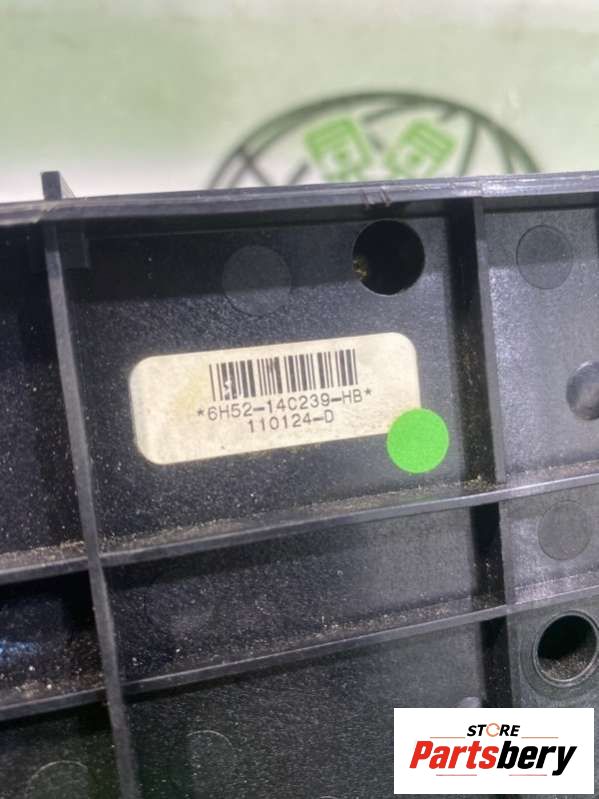 *6H52-14C239-HB*
110124-D
STORE
Partsbery